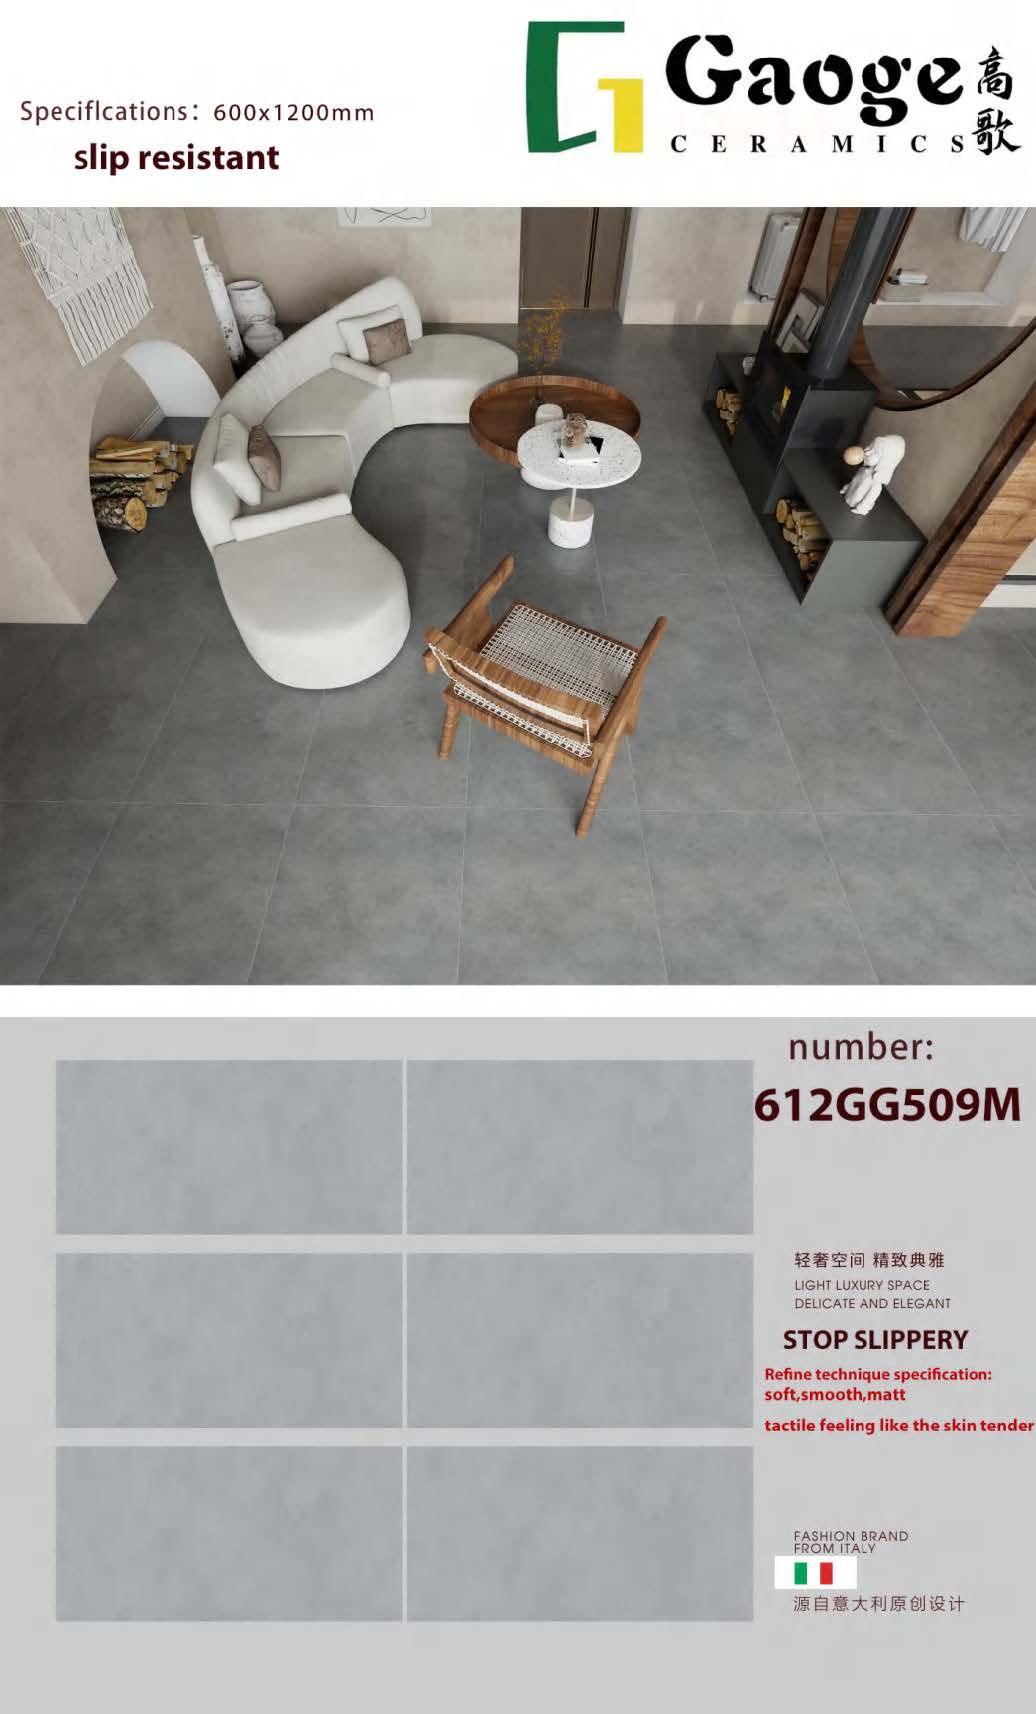 Gaoge 高歌
CERAMICS
Speciflcations: 600x1200mm
slip resistant
number:
612GG509M
轻奢空间 精致典雅
LIGHT LUXURY SPACE
DELICATE AND ELEGANT
STOP SLIPPERY
Refine technique specification:
soft,smooth,matt
tactile feeling like the skin tender
FASHION BRAND
FROM ITALY
源自意大利原创设计